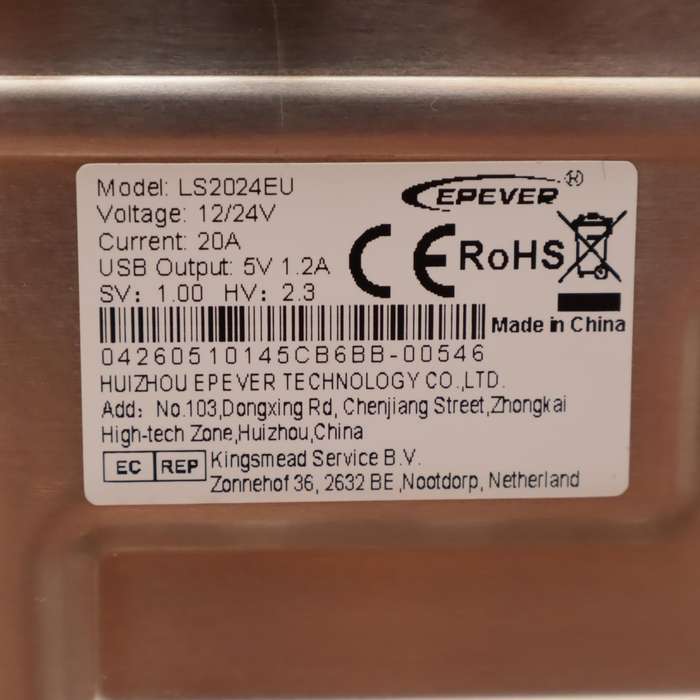 Model: LS2024EU
EPEVER ®
Voltage: 12/24V
Current: 20A
CE RoHS
USB Output: 5V 1.2A
SV: 1.00 HV: 2.3
Made in China
04260510145CB6BB-00546
HUIZHOU EPEVER TECHNOLOGY CO.,LTD.
Add: No.103,Dongxing Rd, Chenjiang Street,Zhongkai
High-tech Zone,Huizhou,China
EC REP Kingsmead Service B.V.
Zonnehof 36, 2632 BE ,Nootdorp, Netherland